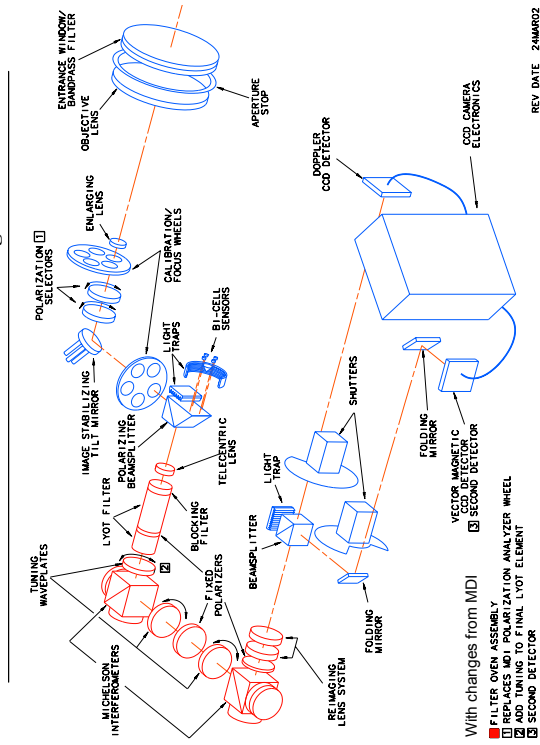 ENTRANCE WINDOW/
BANDPASS FILTER
OBJECTIVE
LENS
APERTURE
STOP
ENLARGING
LENS
POLARIZATION 1
SELECTORS
CALIBRATION/
FOCUS WHEELS
IMAGE STABILIZING
TILT MIRROR
LIGHT
TRAPS
BI-CELL
SENSORS
POLARIZING
BEAMSPLITTER
TELECENTRIC
LENS
LYOT FILTER
BLOCKING
FILTER
2
TUNING
WAVEPLATES
FIXED
POLARIZERS
MICHELSON
INTERFEROMETERS
REIMAGING
LENS SYSTEM
BEAMSPLITTER
LIGHT
TRAP
SHUTTERS
FOLDING
MIRROR
FOLDING
MIRROR
DOPPLER
CCD DETECTOR
CCD CAMERA
ELECTRONICS
VECTOR MAGNETIC
CCD DETECTOR
3 SECOND DETECTOR
With changes from MDI
FILTER OVEN ASSEMBLY
1 REPLACES MDI POLARIZATION ANALYZER WHEEL
2 ADD TUNING TO FINAL LYOT ELEMENT
3 SECOND DETECTOR
REV DATE 24MAR02